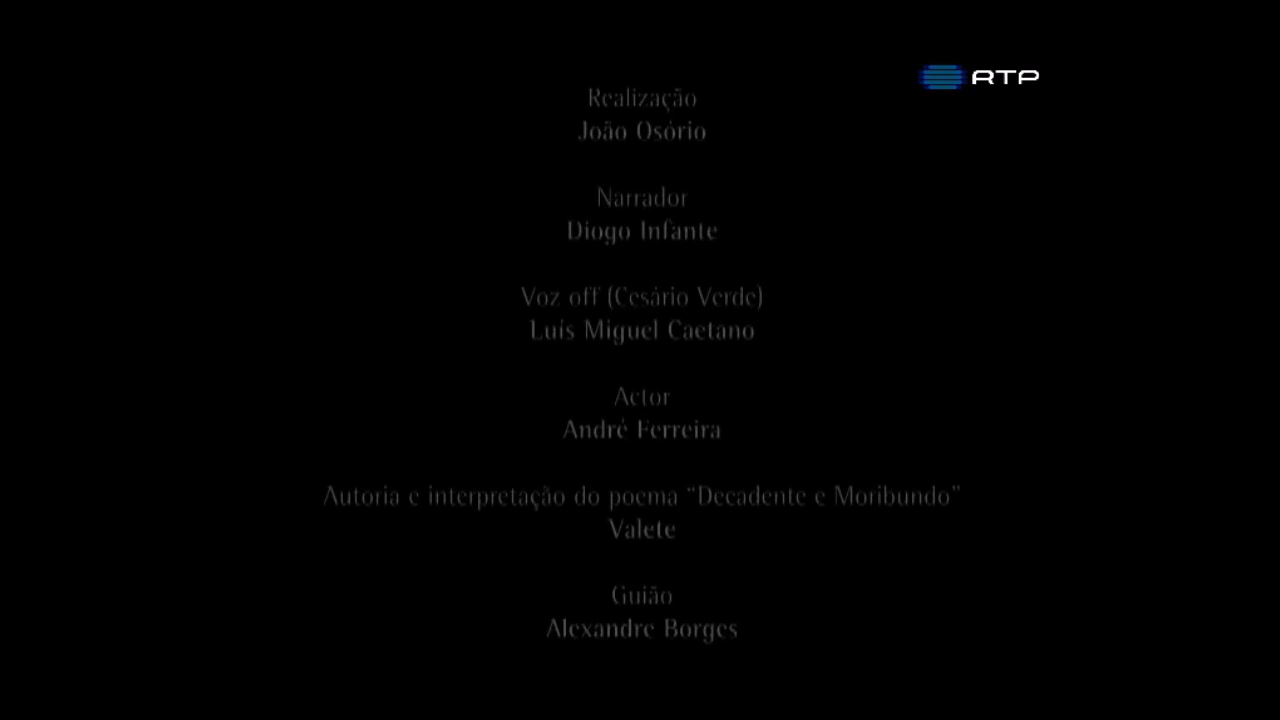 RTP
Realização
João Osório
Narrador
Diogo Infante
Voz off (Cesário Verde)
Luís Miguel Caetano
Actor
André Ferreira
Autoria e interpretação do poema “Decadente e Moribundo”
Valete
Guião
Alexandre Borges